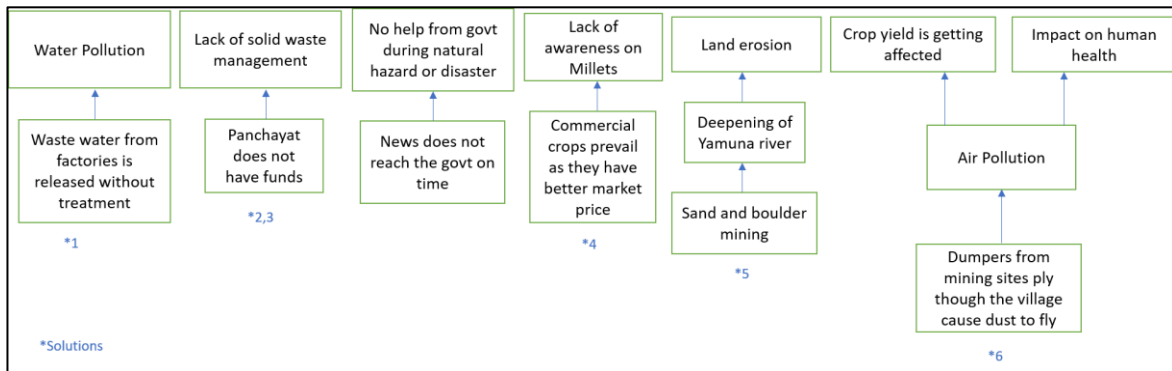 Water Pollution
Lack of solid waste
management
No help from govt
during natural
hazard or disaster
Lack of
awareness on
Millets
Land erosion
Crop yield is getting
affected
Impact on human
health
Waste water from
factories is
released without
treatment
*1
Panchayat
does not
have funds
*2,3
News does not
reach the govt on
time
Commercial
crops prevail
as they have
better market
price
*4
Deepening of
Yamuna river
Sand and boulder
mining
*5
Air Pollution
Dumpers from
mining sites ply
though the village
cause dust to fly
*6
*Solutions